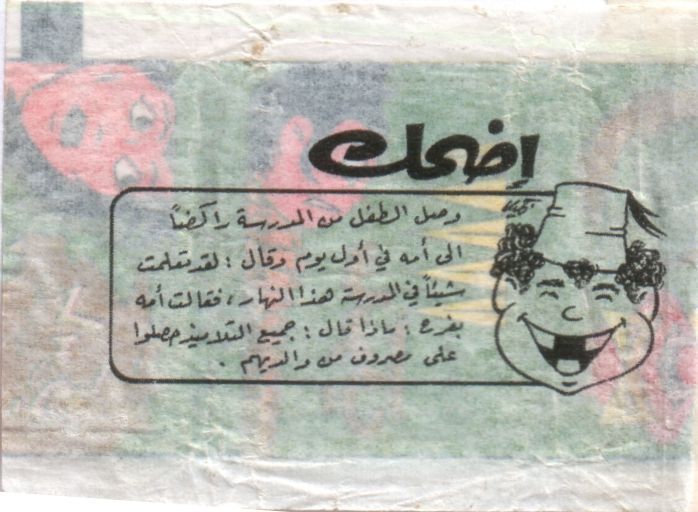 إضحك
وصل الطفل من المدرسة راكضاً
الى أمه في أول يوم وقال : لقد تعلمت
شيئاً في المدرسة هذا النهار ، فقالت أمه
بفرح : ماذا قال : جميع التلاميذ حصلوا
على مصروف من والديهم .